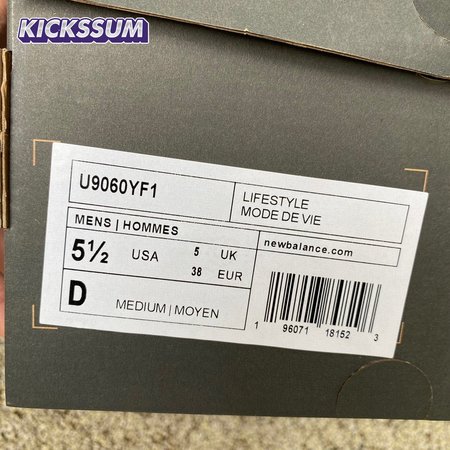 KICKSSUM
U9060YF1
LIFESTYLE
MODE DE VIE
MENS | HOMMES
5½ USA 5 UK
38 EUR
D MEDIUM | MOYEN
newbalance.com
1 96071 18152 3